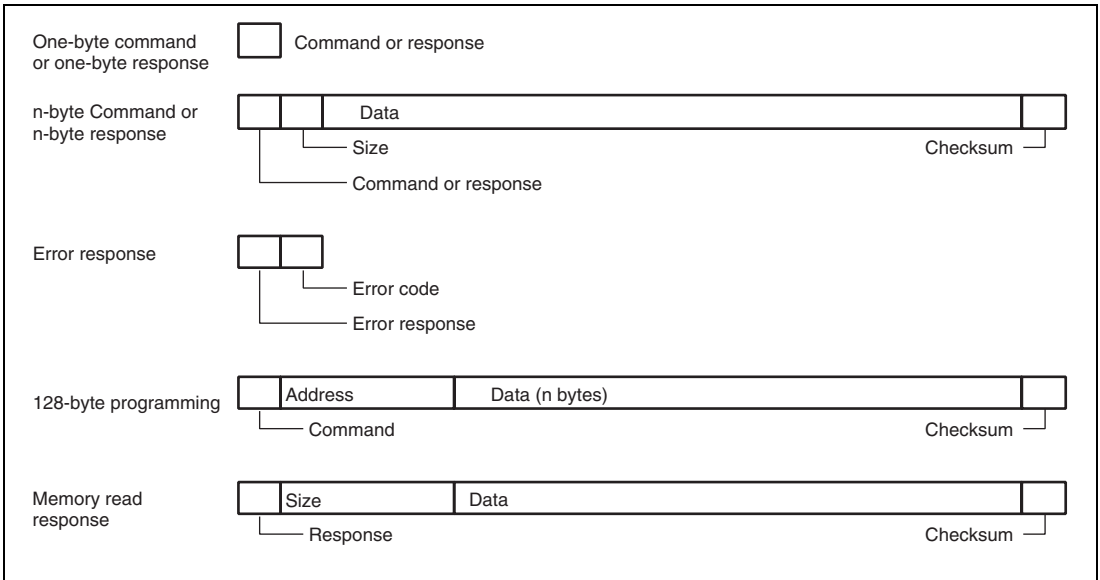 One-byte command
or one-byte response
Command or response
n-byte Command or
n-byte response
Data
Size
Checksum
Command or response
Error response
Error code
Error response
128-byte programming
Address
Data (n bytes)
Command
Checksum
Memory read
response
Size
Data
Response
Checksum